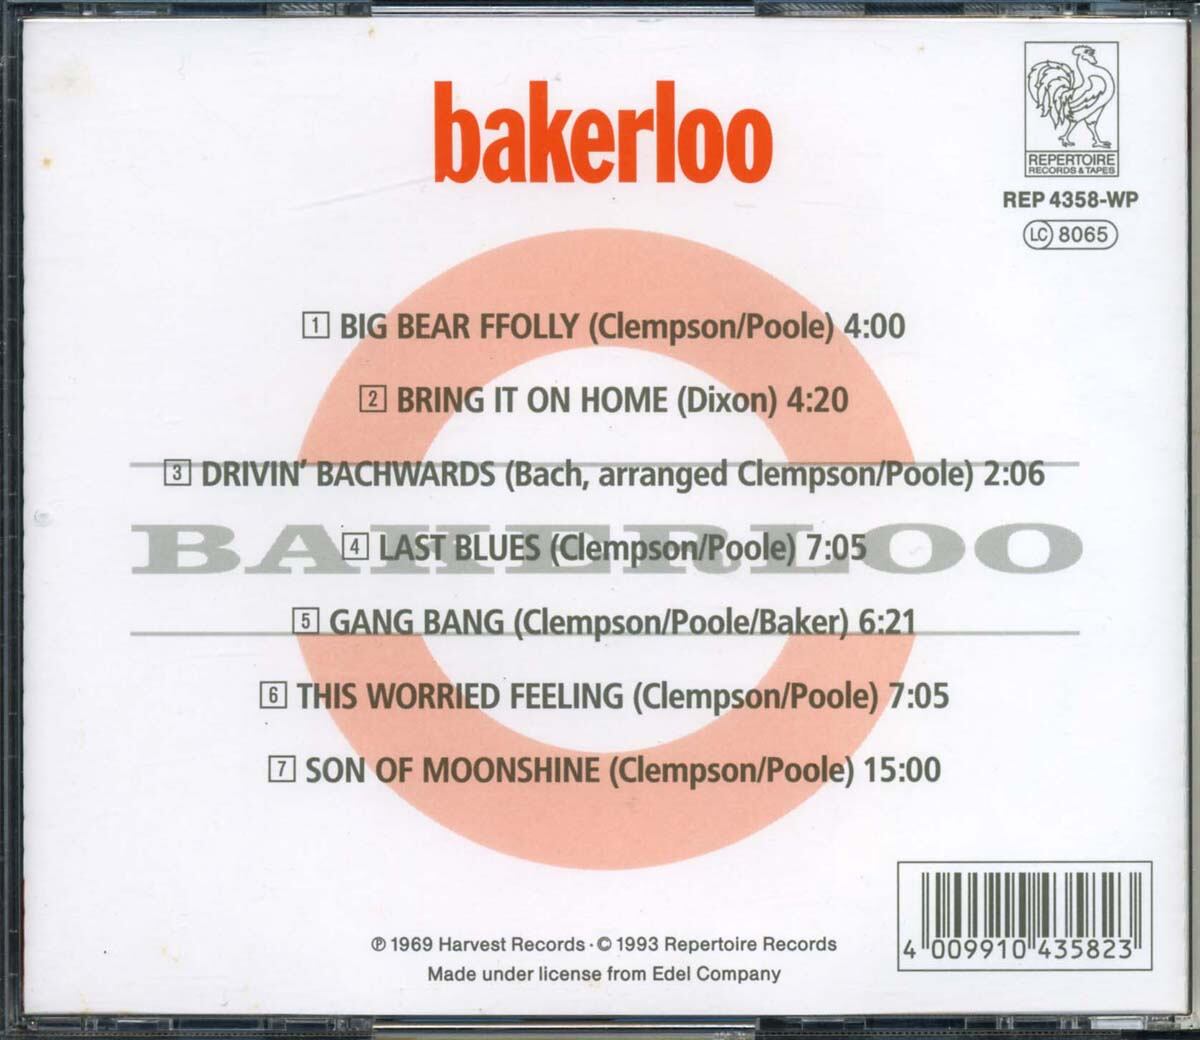 bakerloo
REPERTOIRE
RECORDS & TAPES
REP 4358-WP
LC 8065
1 BIG BEAR FFOLLY (Clempson/Poole) 4:00
2 BRING IT ON HOME (Dixon) 4:20
3 DRIVIN' BACHWARDS (Bach, arranged Clempson/Poole) 2:06
BAKERLOO
4 LAST BLUES (Clempson/Poole) 7:05
5 GANG BANG (Clempson/Poole/Baker) 6:21
6 THIS WORRIED FEELING (Clempson/Poole) 7:05
7 SON OF MOONSHINE (Clempson/Poole) 15:00
℗ 1969 Harvest Records · © 1993 Repertoire Records
Made under license from Edel Company
4 009910 435823